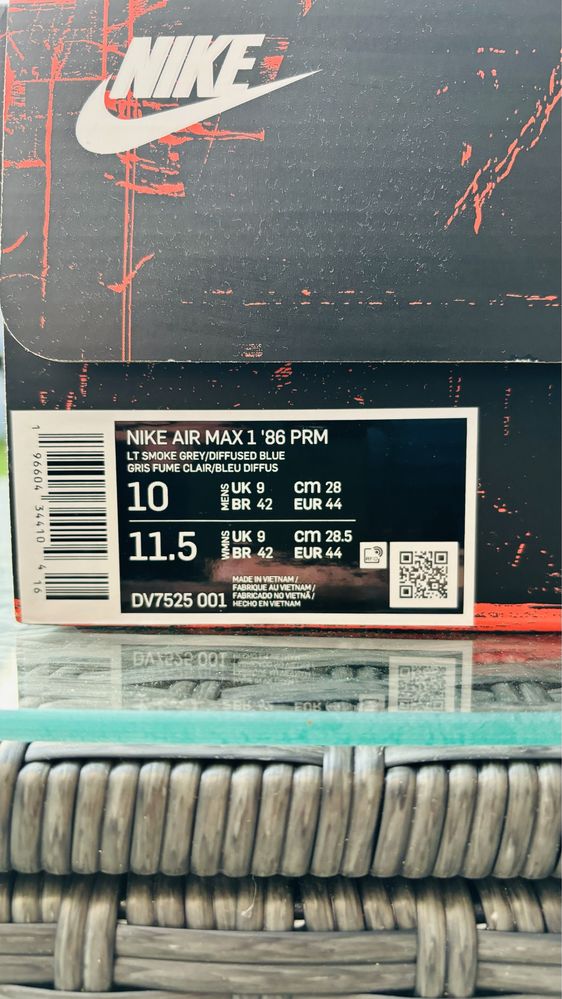 NIKE
NIKE AIR MAX 1 '86 PRM
LT SMOKE GREY/DIFFUSED BLUE
GRIS FUME CLAIR/BLEU DIFFUS
10 MENS UK 9 CM 28
BR 42 EUR 44
11.5 WMNS UK 9 CM 28.5
BR 42 EUR 44
MADE IN VIETNAM /
FABRIQUE AU VIETNAM /
FABRICADO NO VIETNÃ /
HECHO EN VIETNAM
DV7525 001
1 96604 34410 4 16